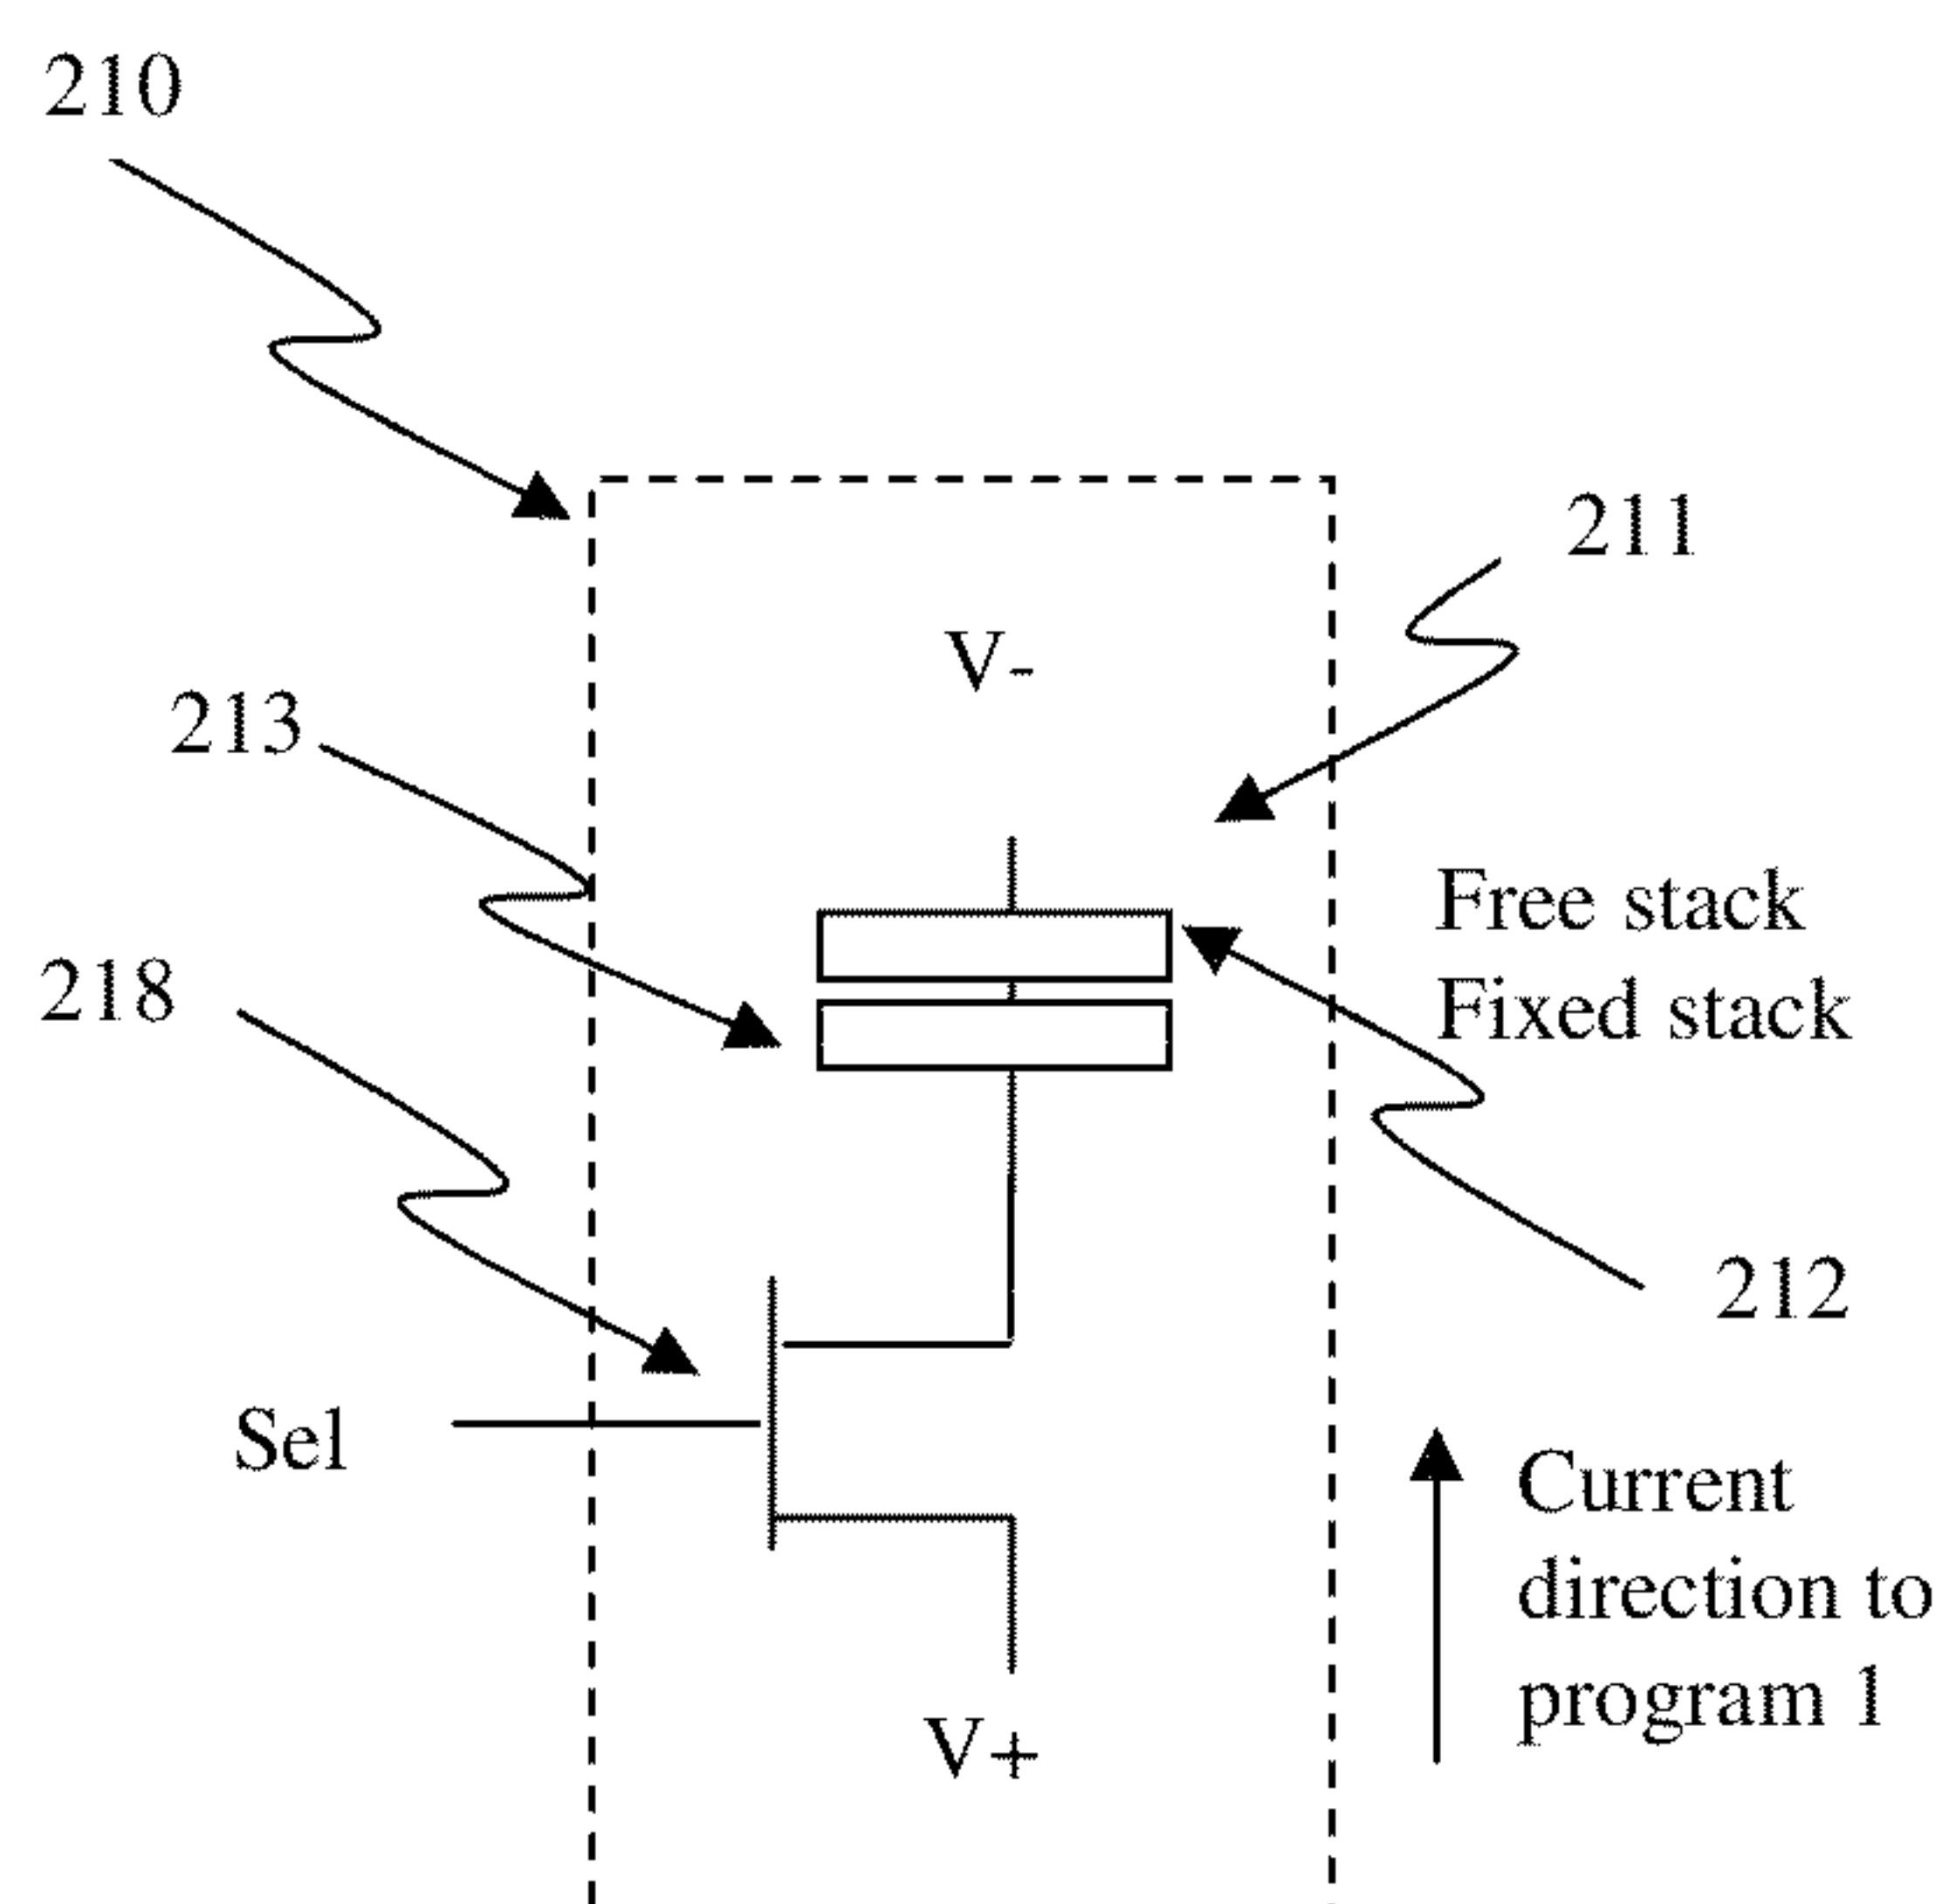 210
211
V-
213
Free stack
218
Fixed stack
212
Sel
Current
direction to
program 1
V+